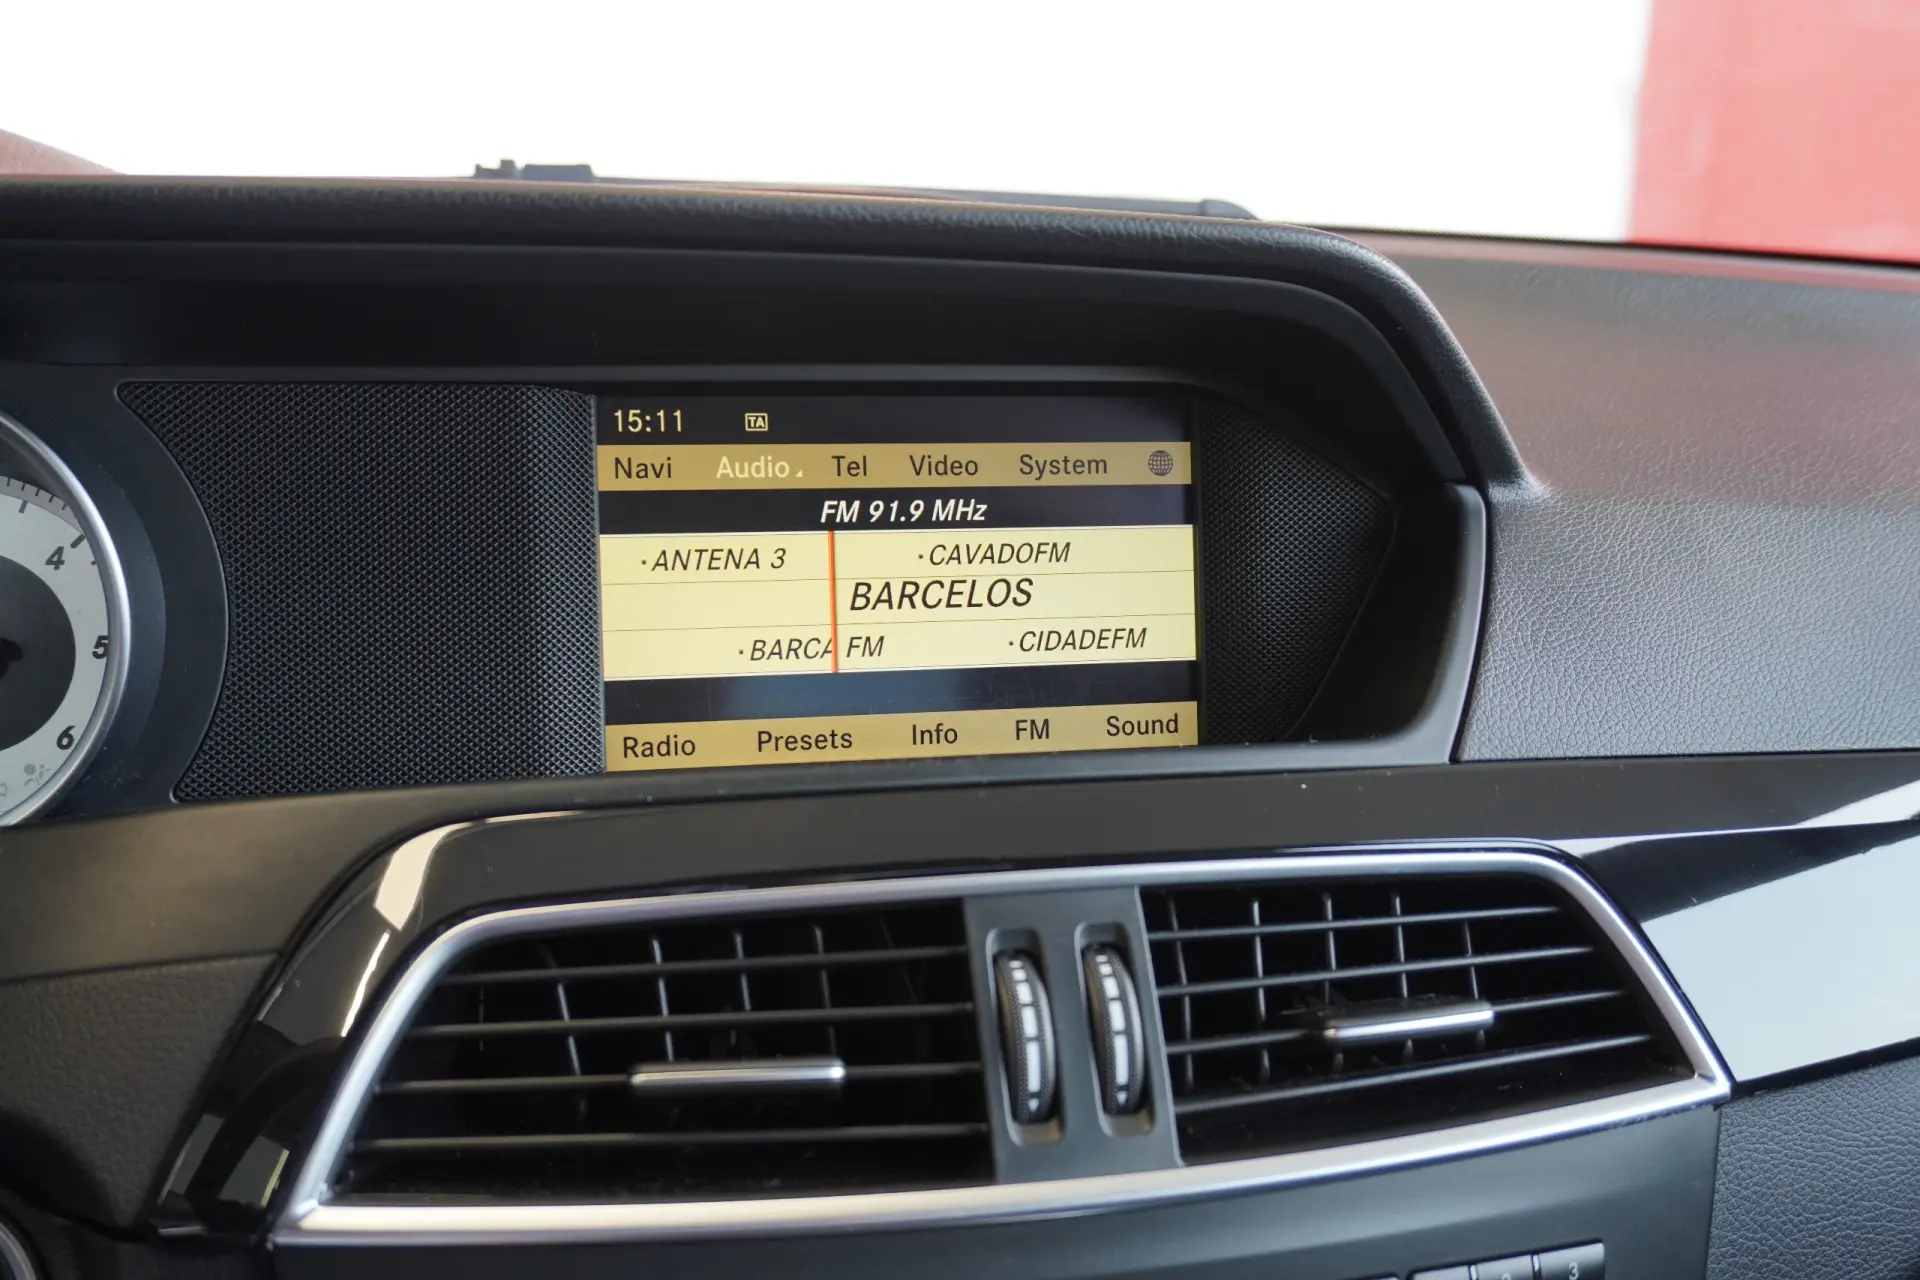 15:11 TA
Navi Audio Tel Video System
FM 91.9 MHz
·ANTENA 3 ·CAVADOFM
BARCELOS
·BARCA FM ·CIDADEFM
Radio Presets Info FM Sound
4
5
6
3